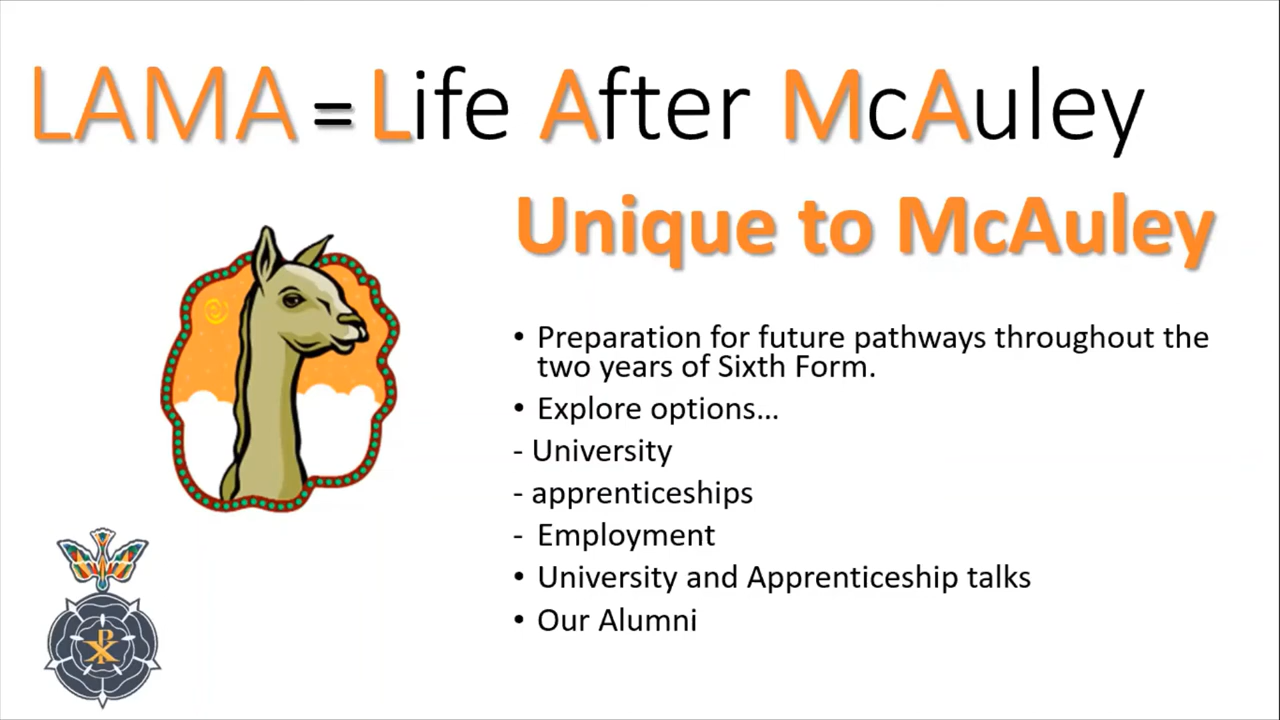 LAMA = Life After McAuley
Unique to McAuley
• Preparation for future pathways throughout the
two years of Sixth Form.
• Explore options...
- University
- apprenticeships
- Employment
• University and Apprenticeship talks
• Our Alumni